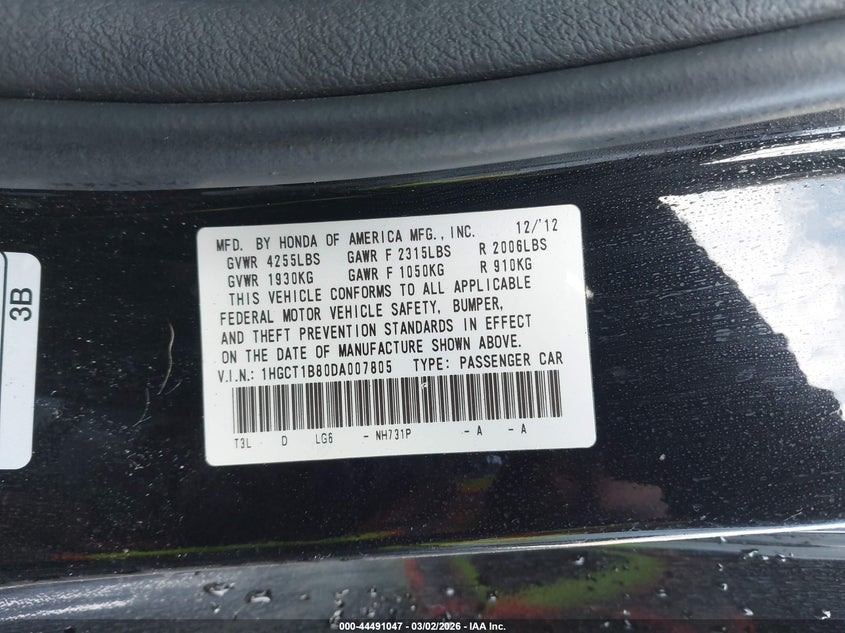 MFD. BY HONDA OF AMERICA MFG., INC. 12/'12
GVWR 4255LBS GAWR F 2315LBS R 2006LBS
GVWR 1930KG GAWR F 1050KG R 910KG
THIS VEHICLE CONFORMS TO ALL APPLICABLE
FEDERAL MOTOR VEHICLE SAFETY, BUMPER,
AND THEFT PREVENTION STANDARDS IN EFFECT
ON THE DATE OF MANUFACTURE SHOWN ABOVE.
V.I.N.: 1HGCT1B80DA007805 TYPE: PASSENGER CAR
T3L D LG6 - NH731P - A - A
3B
000-44491047 - 03/02/2026 - IAA Inc.